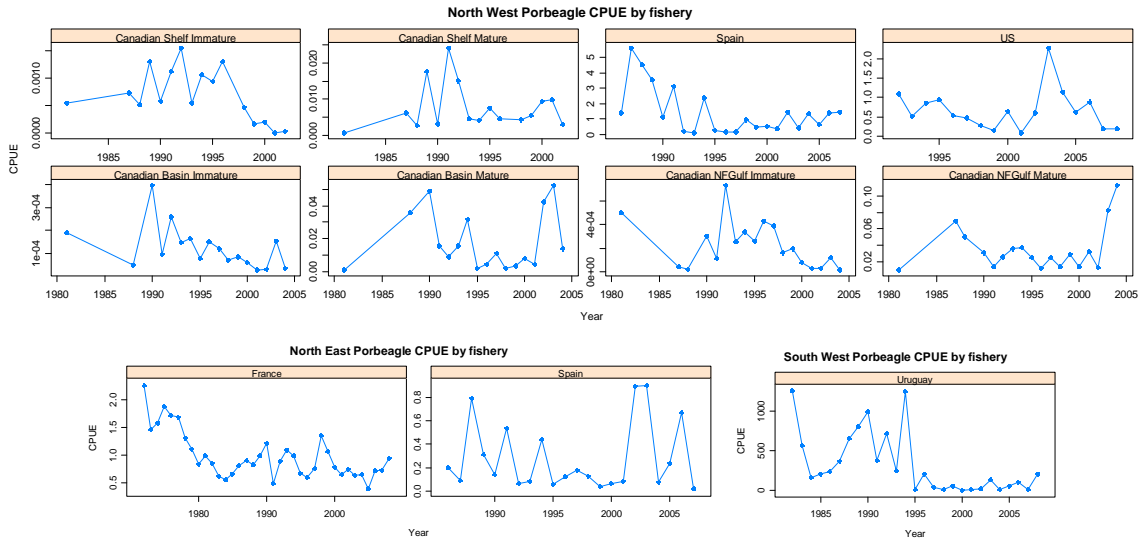 North West Porbeagle CPUE by fishery
Canadian Shelf Immature
Canadian Shelf Mature
Spain
US
CPUE
0.0000 0.0010
0.000 0.010 0.020
0 1 2 3 4 5
0.0 0.5 1.0 1.5 2.0
1985 1990 1995 2000
1985 1990 1995 2000
1990 1995 2000 2005
1995 2000 2005
Canadian Basin Immature
Canadian Basin Mature
Canadian NFGulf Immature
Canadian NFGulf Mature
1e-04 3e-04
0.00 0.02 0.04
0e+00 4e-04
0.02 0.06 0.10
1980 1985 1990 1995 2000 2005
1980 1985 1990 1995 2000 2005
1980 1985 1990 1995 2000 2005
1980 1985 1990 1995 2000 2005
Year
North East Porbeagle CPUE by fishery
France
Spain
CPUE
0.5 1.0 1.5 2.0
0.0 0.2 0.4 0.6 0.8
1980 1990 2000
1990 1995 2000 2005
Year
South West Porbeagle CPUE by fishery
Uruguay
CPUE
0 500 1000
1985 1990 1995 2000 2005
Year